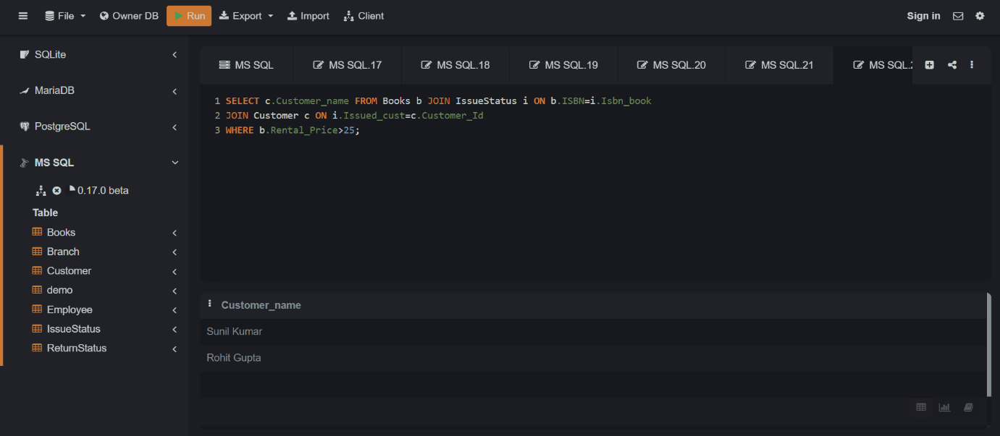 File Owner DB Run Export Import Client Sign in
SQLite
MariaDB
PostgreSQL
MS SQL
0.17.0 beta
Table
Books
Branch
Customer
demo
Employee
IssueStatus
ReturnStatus
MS SQL MS SQL.17 MS SQL.18 MS SQL.19 MS SQL.20 MS SQL.21 MS SQL.2
1 SELECT c.Customer_name FROM Books b JOIN IssueStatus i ON b.ISBN=i.Isbn_book
2 JOIN Customer c ON i.Issued_cust=c.Customer_Id
3 WHERE b.Rental_Price>25;
Customer_name
Sunil Kumar
Rohit Gupta